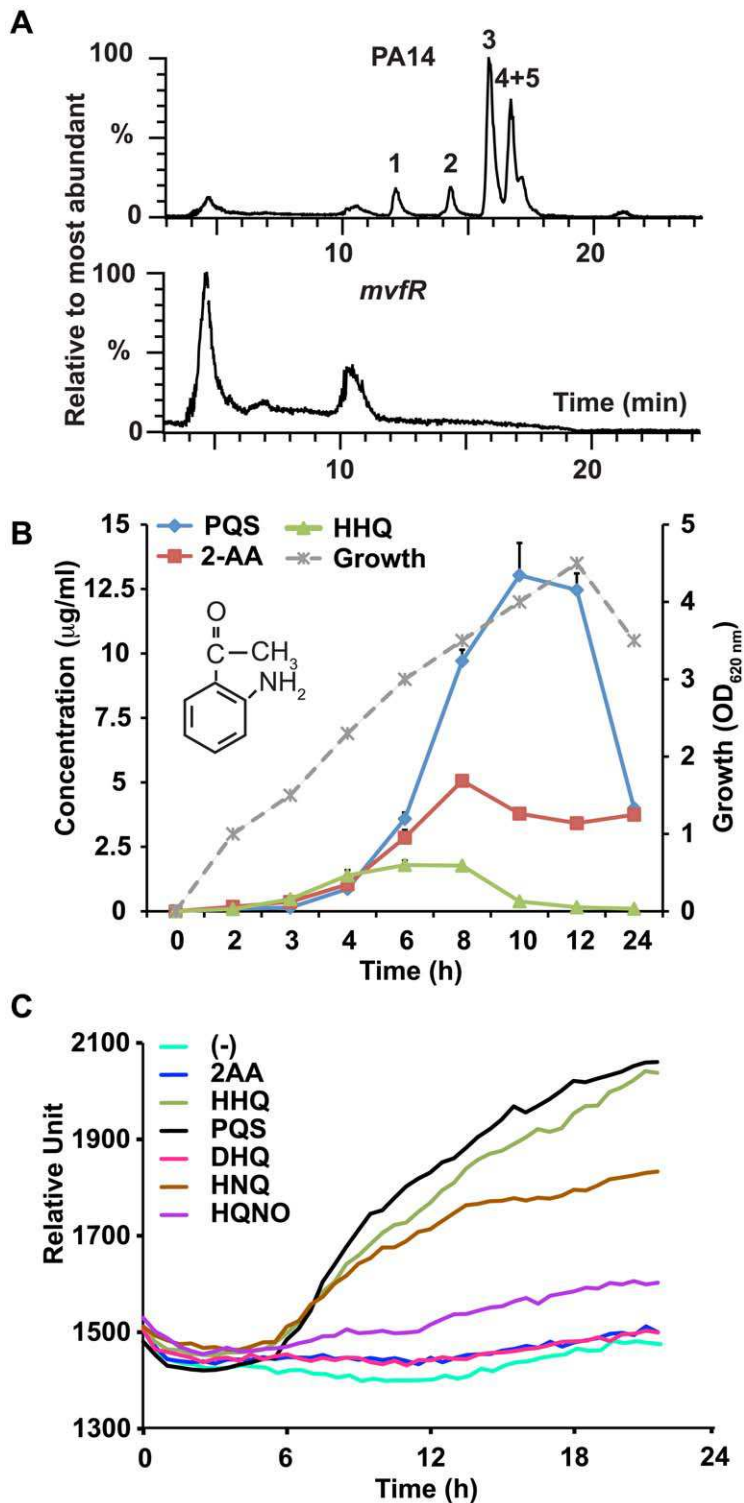 A
Relative to most abundant
100
%
0
PA14
1
2
3
4+5
10
20
100
%
0
mvfR
Time (min)
10
20
B
PQS
HHQ
2-AA
Growth
15
12.5
10
7.5
5
2.5
0
Concentration (µg/ml)
O
C
CH3
NH2
5
4
3
2
1
0
Growth (OD620 nm)
0 2 3 4 6 8 10 12 24
Time (h)
C
2100
1900
1700
1500
1300
Relative Unit
(-)
2AA
HHQ
PQS
DHQ
HNQ
HQNO
0 6 12 18 24
Time (h)